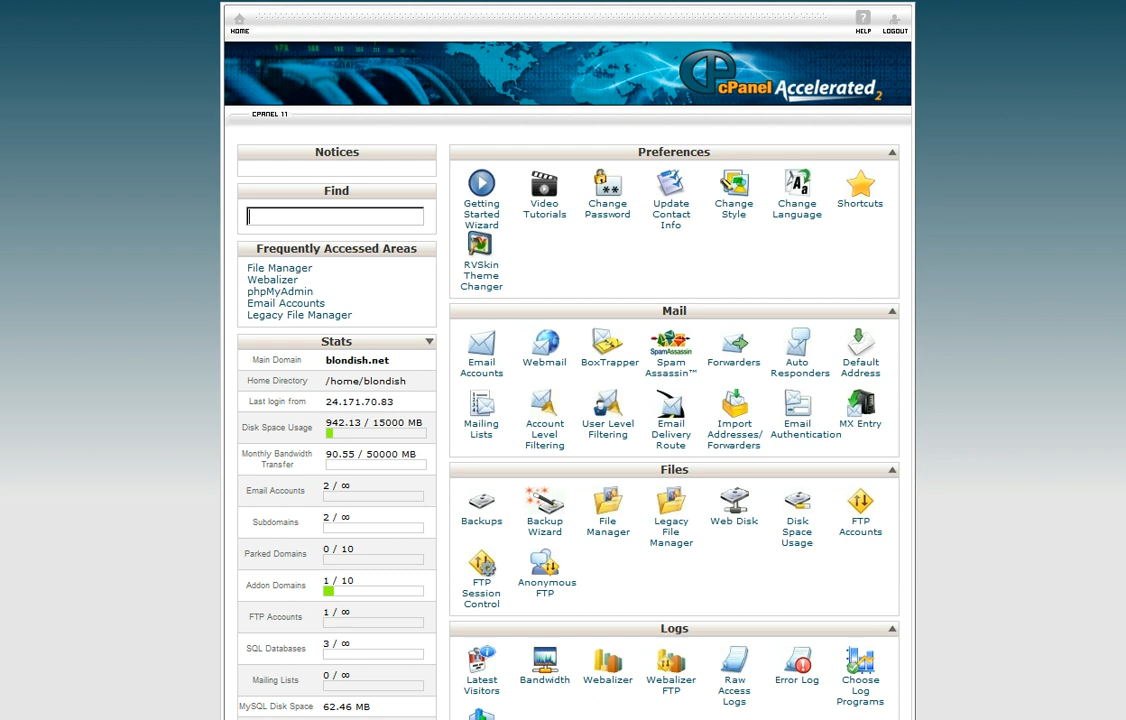 HOME
HELP
LOGOUT
cPanel Accelerated 2
CPANEL 11
Notices
Find
Frequently Accessed Areas
File Manager
Webalizer
phpMyAdmin
Email Accounts
Legacy File Manager
Stats
Main Domain blondish.net
Home Directory /home/blondish
Last login from 24.171.70.83
Disk Space Usage 942.13 / 15000 MB
Monthly Bandwidth
Transfer
90.55 / 50000 MB
Email Accounts 2 / ∞
Subdomains 2 / ∞
Parked Domains 0 / 10
Addon Domains 1 / 10
FTP Accounts 1 / ∞
SQL Databases 3 / ∞
Mailing Lists 0 / ∞
MySQL Disk Space 62.46 MB
Preferences
Getting
Started
Wizard
Video
Tutorials
Change
Password
Update
Contact
Info
Change
Style
Change
Language
Shortcuts
RVSkin
Theme
Changer
Mail
Email
Accounts
Webmail
BoxTrapper
SpamAssassin
Spam
Assassin™
Forwarders
Auto
Responders
Default
Address
Mailing
Lists
Account
Level
Filtering
User Level
Filtering
Email
Delivery
Route
Import
Addresses/
Forwarders
Email
Authentication
MX Entry
Files
Backups
Backup
Wizard
File
Manager
Legacy
File
Manager
Web Disk
Disk
Space
Usage
FTP
Accounts
FTP
Session
Control
Anonymous
FTP
Logs
Latest
Visitors
Bandwidth
Webalizer
Webalizer
FTP
Raw
Access
Logs
Error Log
Choose
Log
Programs